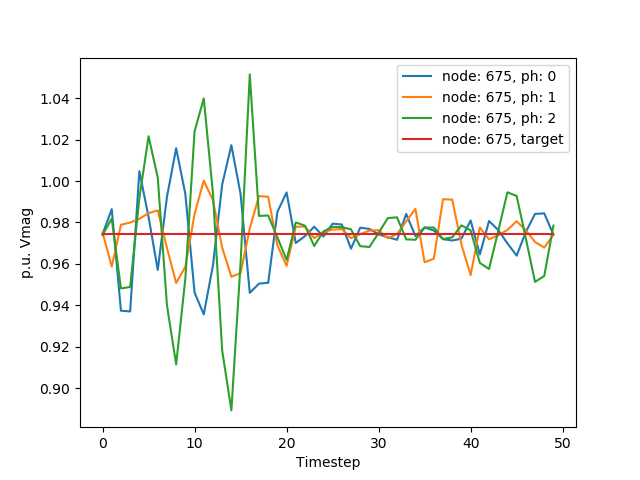 node: 675, ph: 0
node: 675, ph: 1
node: 675, ph: 2
node: 675, target
1.04
1.02
1.00
0.98
0.96
0.94
0.92
0.90
p.u. Vmag
0 10 20 30 40 50
Timestep